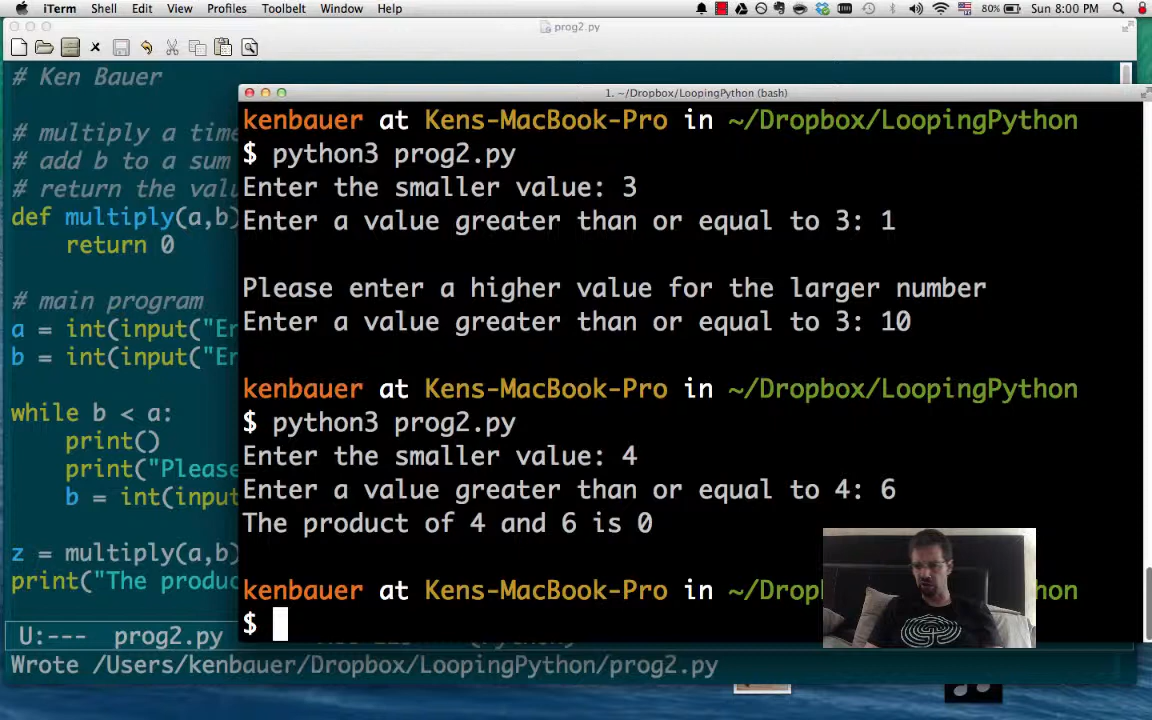 iTerm Shell Edit View Profiles Toolbelt Window Help 80% Sun 8:00 PM
prog2.py
# Ken Bauer
1. ~/Dropbox/LoopingPython (bash)
# multiply a time
# add b to a sum
# return the valu
def multiply(a,b)
return 0
# main program
a = int(input("Er
b = int(input("Er
while b < a:
print()
print("Please
b = int(input
z = multiply(a,b)
print("The produc
U:--- prog2.py
Wrote /Users/kenbauer/Dropbox/LoopingPython/prog2.py
kenbauer at Kens-MacBook-Pro in ~/Dropbox/LoopingPython
$ python3 prog2.py
Enter the smaller value: 3
Enter a value greater than or equal to 3: 1
Please enter a higher value for the larger number
Enter a value greater than or equal to 3: 10
kenbauer at Kens-MacBook-Pro in ~/Dropbox/LoopingPython
$ python3 prog2.py
Enter the smaller value: 4
Enter a value greater than or equal to 4: 6
The product of 4 and 6 is 0
kenbauer at Kens-MacBook-Pro in ~/Drop hon
$